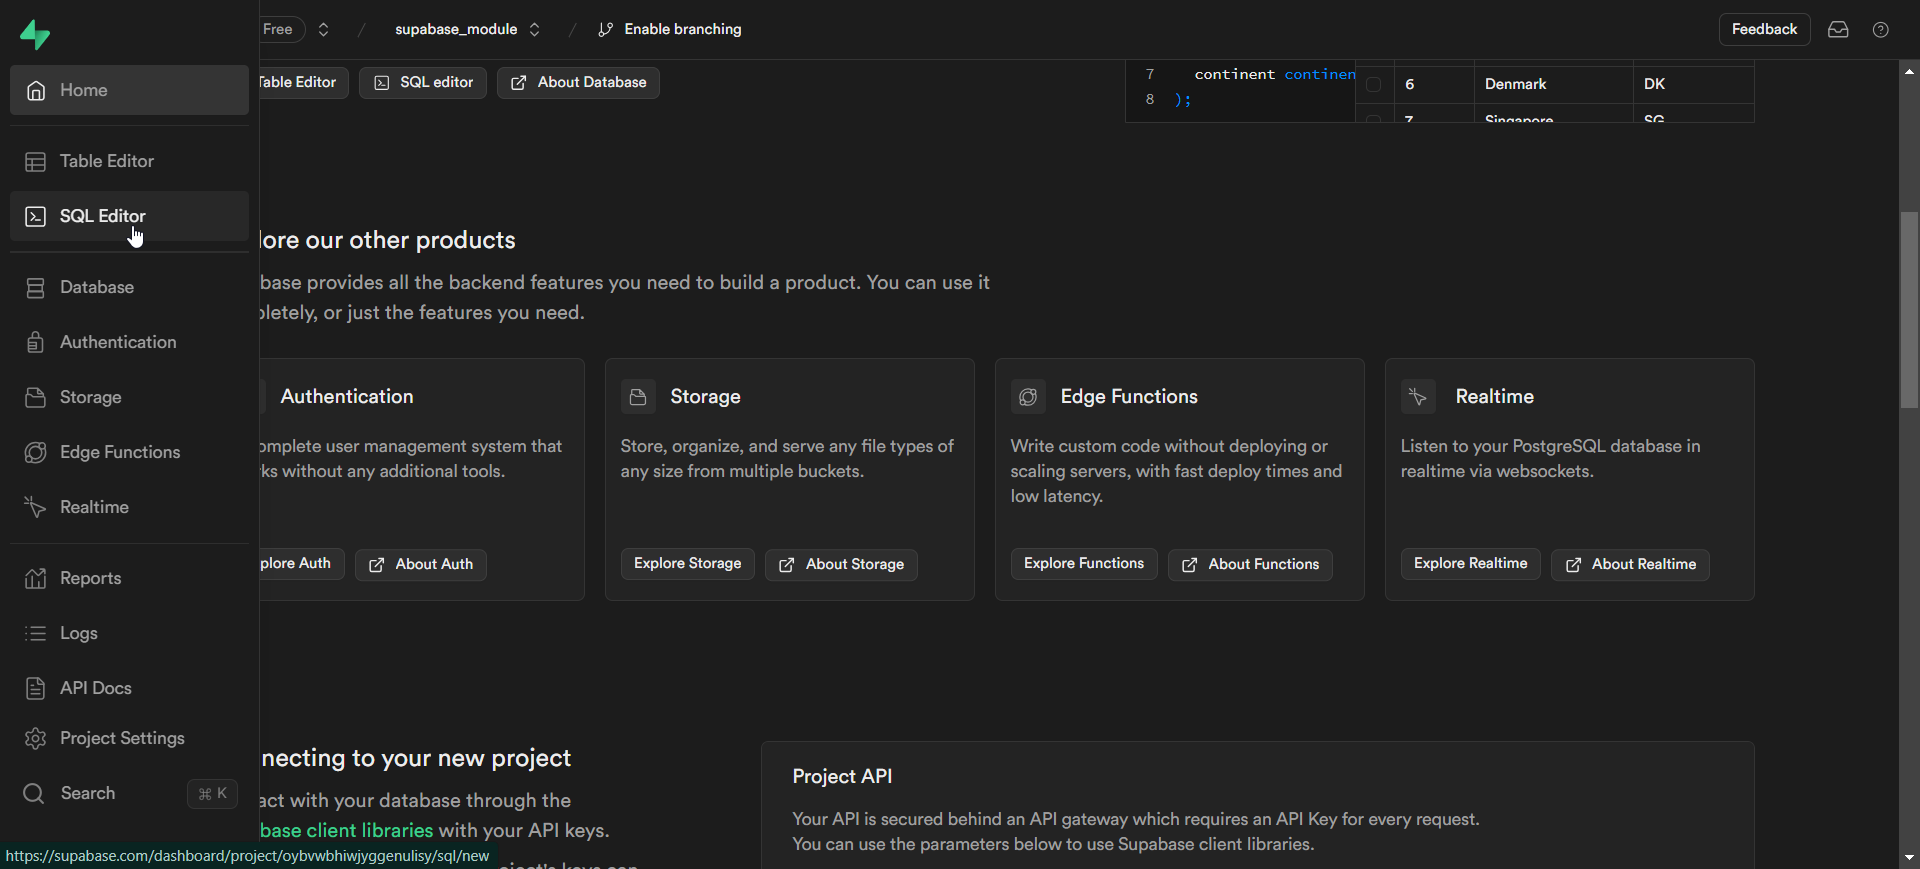 Free
supabase_module
Enable branching
Feedback
Home
Table Editor
SQL Editor
Database
Authentication
Storage
Edge Functions
Realtime
Reports
Logs
API Docs
Project Settings
Search
⌘ K
Table Editor
SQL editor
About Database
7 continent continen
8 );
6 Denmark DK
7 Singapore SG
lore our other products
base provides all the backend features you need to build a product. You can use it
pletely, or just the features you need.
Authentication
omplete user management system that
ks without any additional tools.
plore Auth
About Auth
Storage
Store, organize, and serve any file types of
any size from multiple buckets.
Explore Storage
About Storage
Edge Functions
Write custom code without deploying or
scaling servers, with fast deploy times and
low latency.
Explore Functions
About Functions
Realtime
Listen to your PostgreSQL database in
realtime via websockets.
Explore Realtime
About Realtime
necting to your new project
act with your database through the
base client libraries with your API keys.
Project API
Your API is secured behind an API gateway which requires an API Key for every request.
You can use the parameters below to use Supabase client libraries.
https://supabase.com/dashboard/project/oybvwbhiwjyggenulisy/sql/new